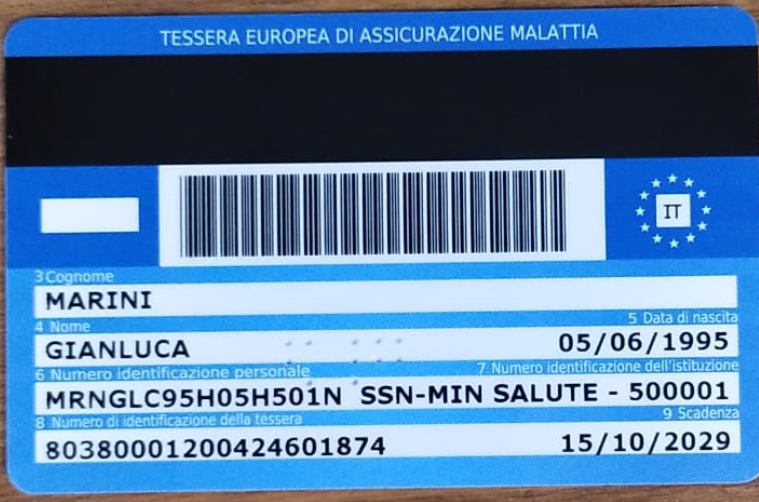 TESSERA EUROPEA DI ASSICURAZIONE MALATTIA
IT
3 Cognome
MARINI
4 Nome 5 Data di nascita
GIANLUCA 05/06/1995
6 Numero identificazione personale 7 Numero identificazione dell'istituzione
MRNGLC95H05H501N SSN-MIN SALUTE - 500001
8 Numero di identificazione della tessera 9 Scadenza
80380001200424601874 15/10/2029